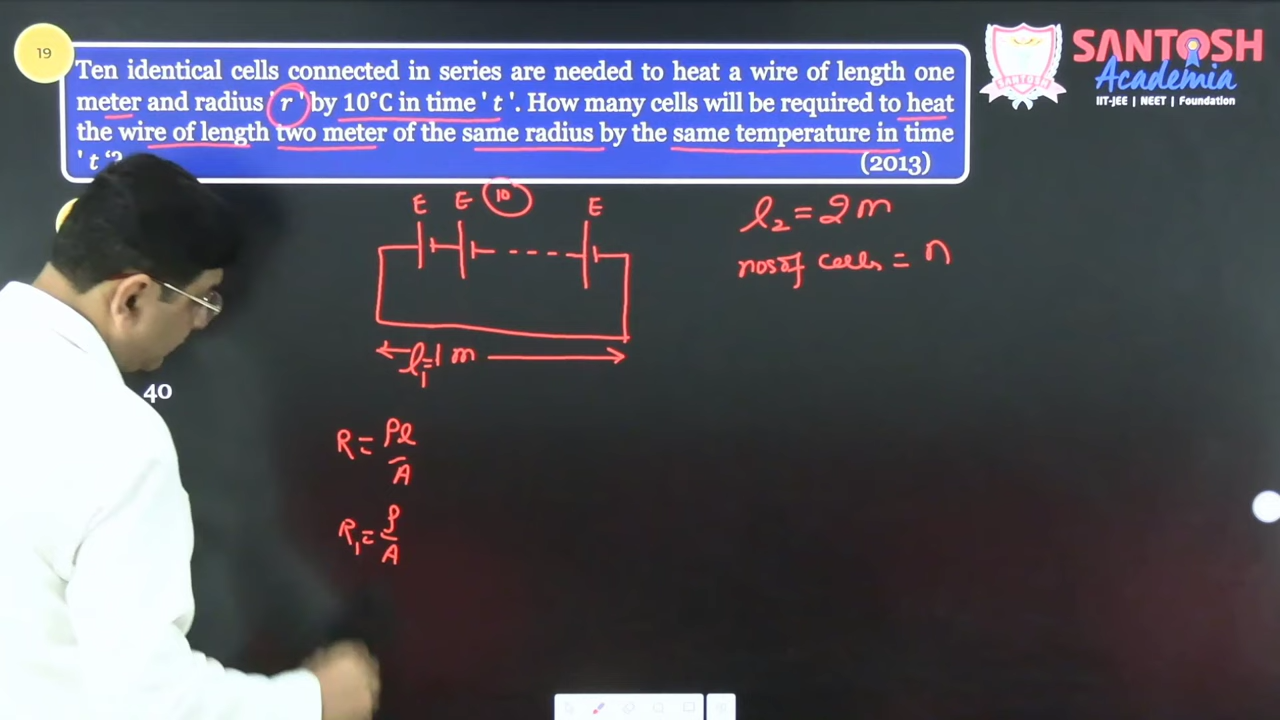 19
Ten identical cells connected in series are needed to heat a wire of length one
meter and radius ' r ' by 10°C in time ' t '. How many cells will be required to heat
the wire of length two meter of the same radius by the same temperature in time
' t '?
(2013)
SANTOSH
Academia
IIT-JEE | NEET | Foundation
SANTOSH
E E 10 E
l₂ = 2 m
nos of cells = n
l₁=1 m
40
R = ρl/A
R₁ = ρ/A